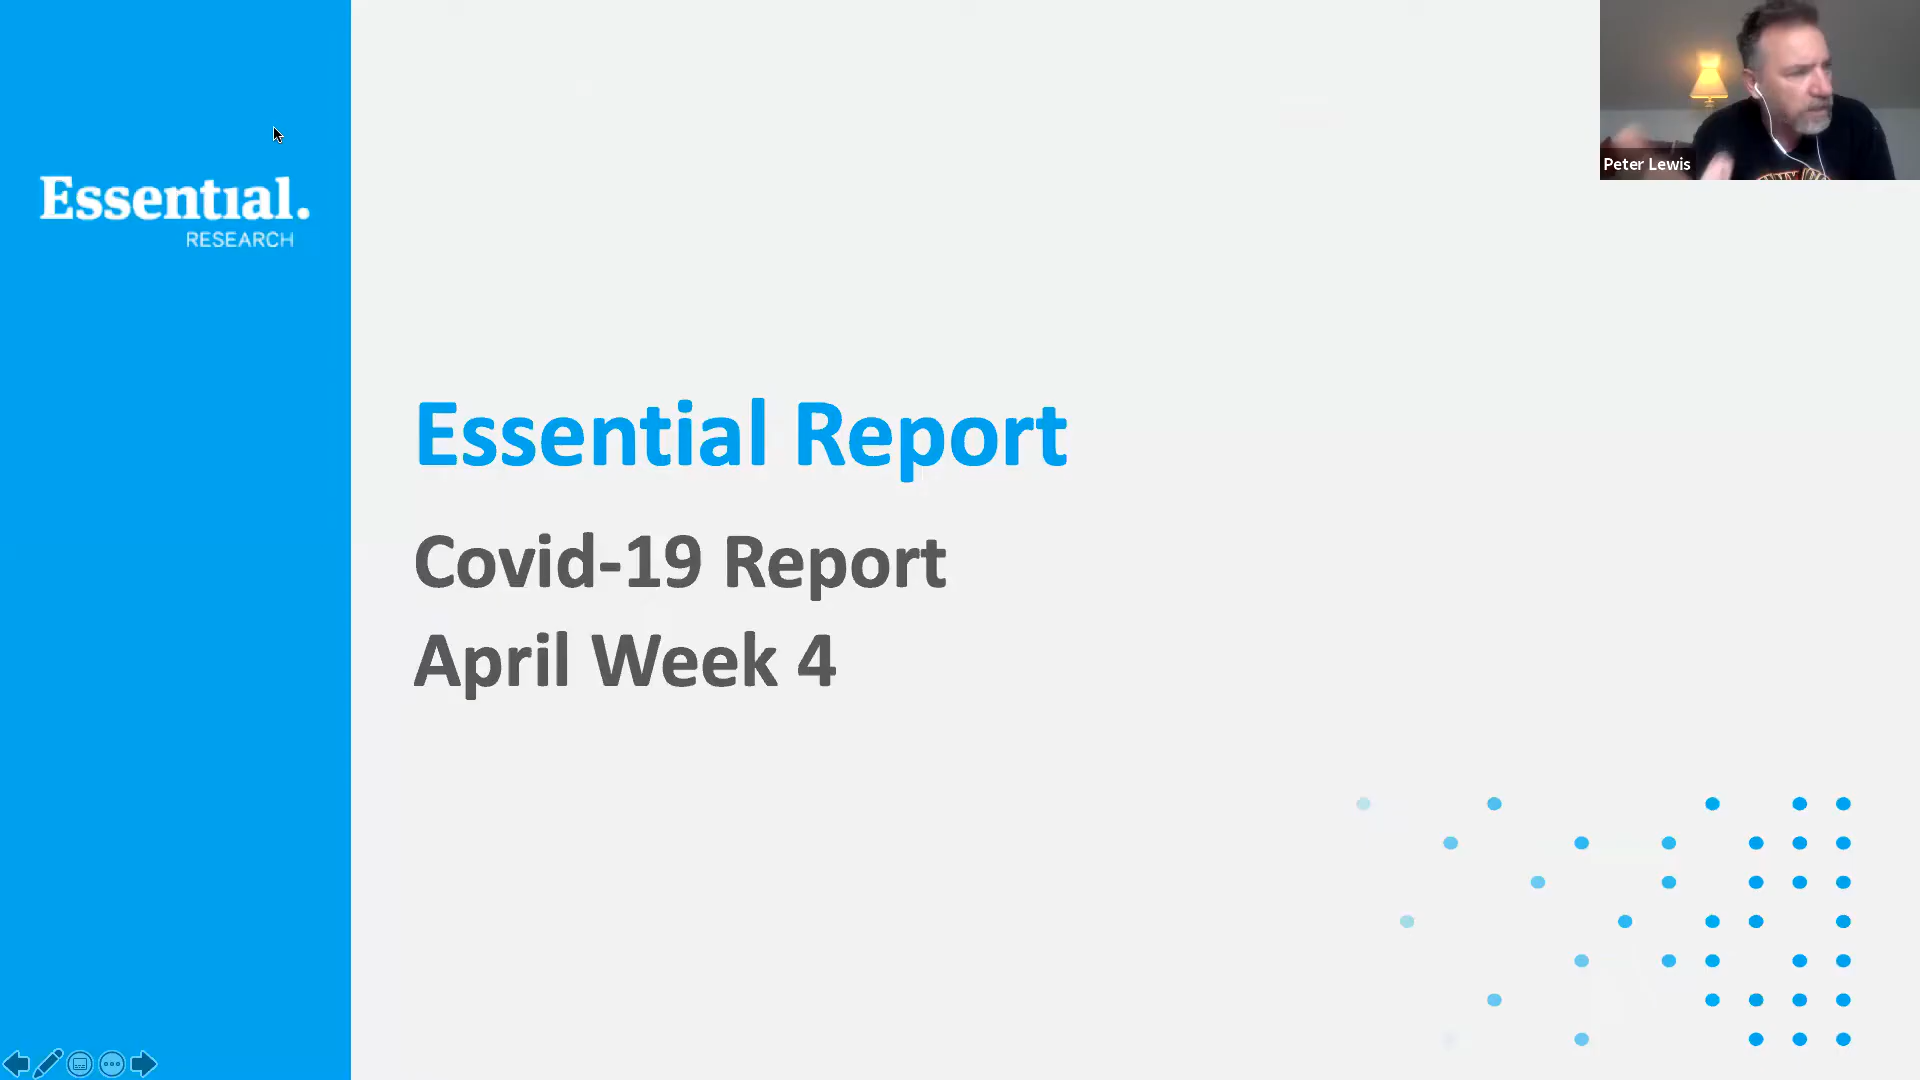 Essential.
RESEARCH
Peter Lewis
Essential Report
Covid-19 Report
April Week 4